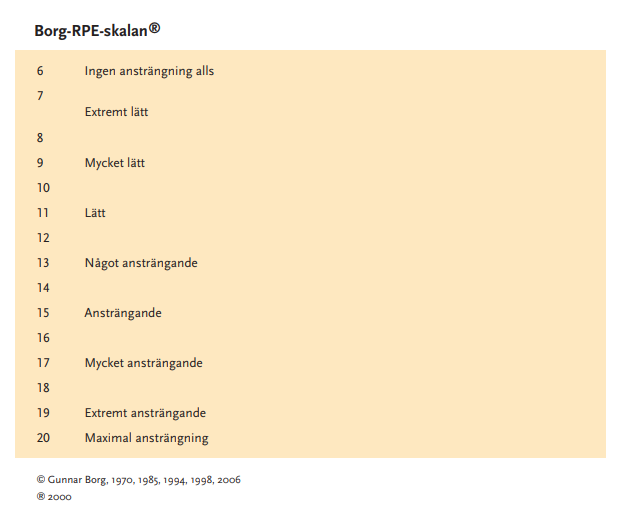 Borg-RPE-skalan®
6 Ingen ansträngning alls
7
Extremt lätt
8
9 Mycket lätt
10
11 Lätt
12
13 Något ansträngande
14
15 Ansträngande
16
17 Mycket ansträngande
18
19 Extremt ansträngande
20 Maximal ansträngning
© Gunnar Borg, 1970, 1985, 1994, 1998, 2006
® 2000